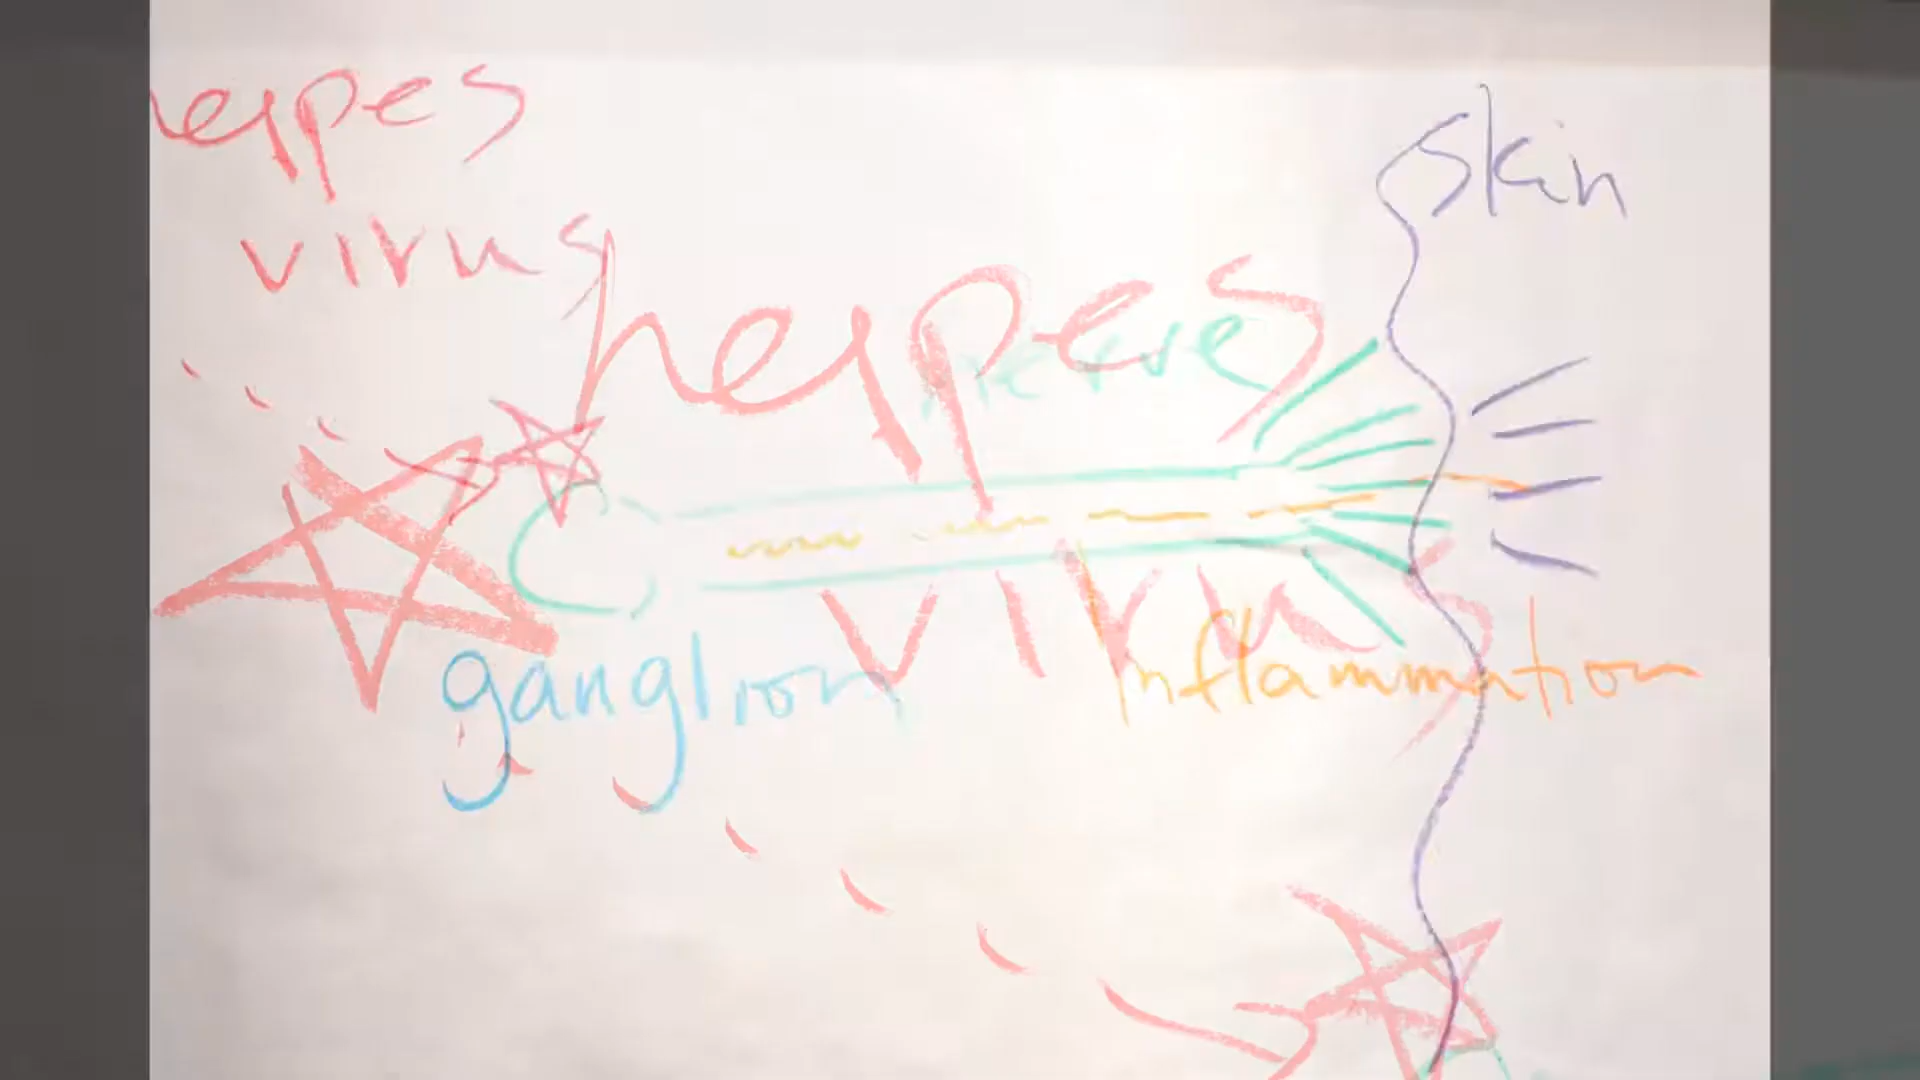 herpes
virus
skin
herpes
nerve
virus
ganglion
Inflammation